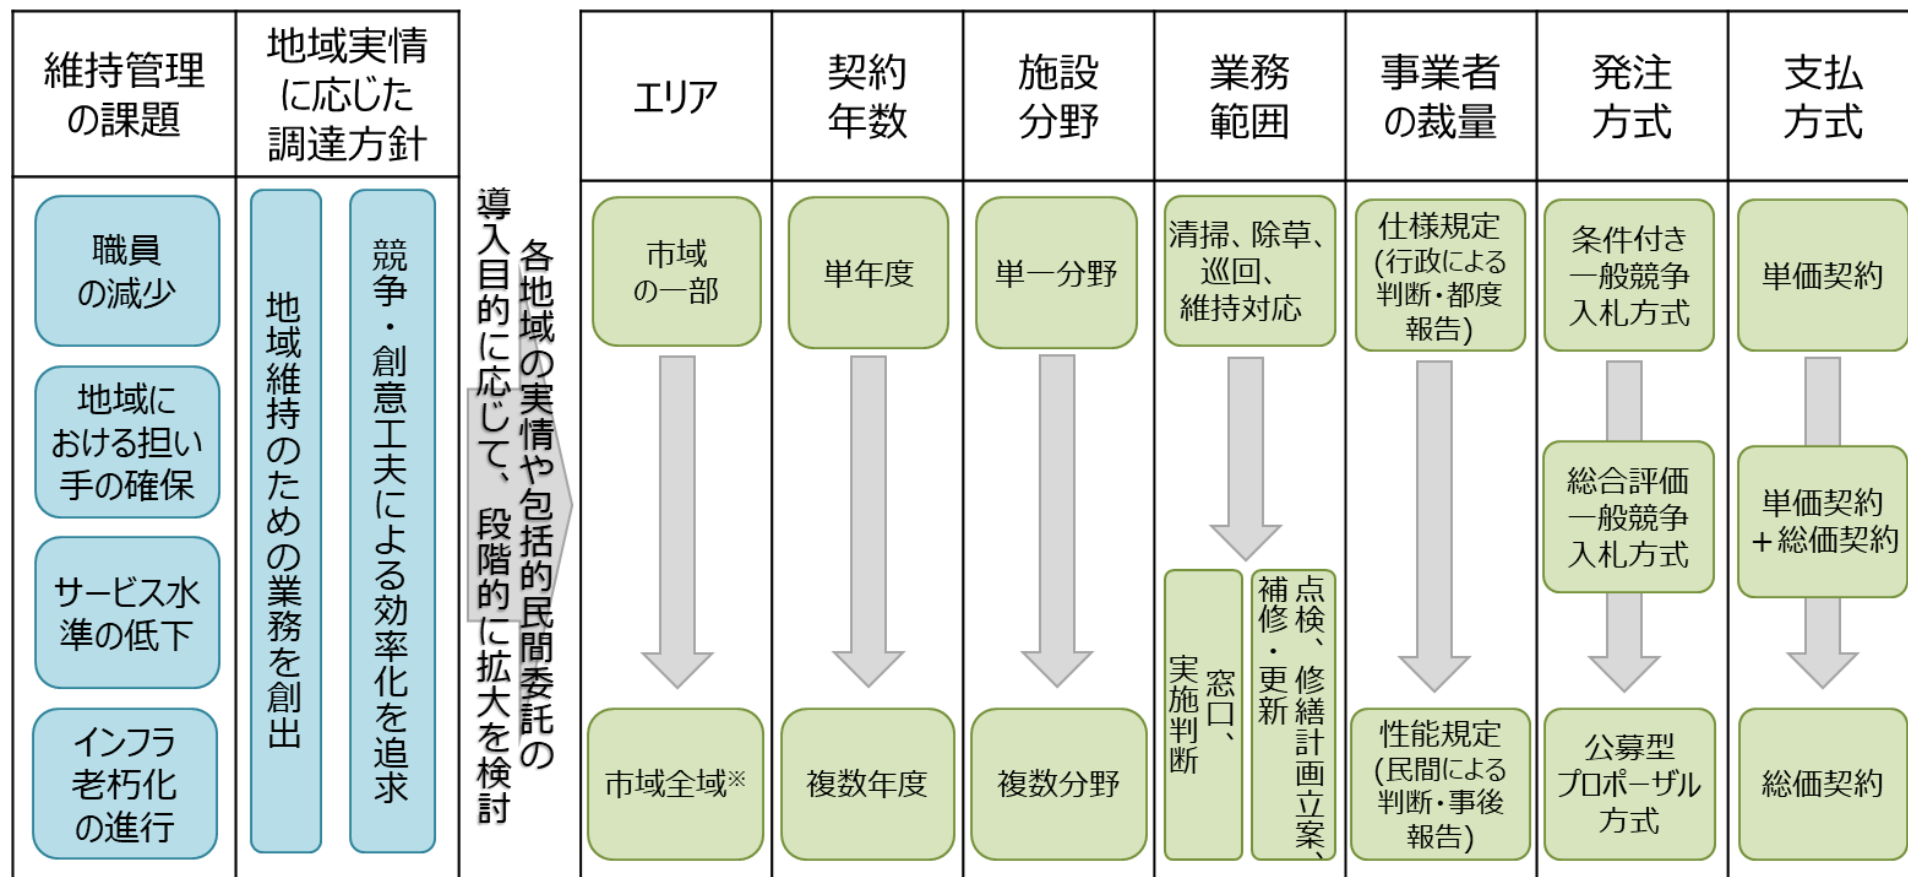 維持管理
の課題
地域実情
に応じた
調達方針
エリア
契約
年数
施設
分野
業務
範囲
事業者
の裁量
発注
方式
支払
方式
職員
の減少
地域に
おける担い
手の確保
サービス水
準の低下
インフラ
老朽化
の進行
地域維持のための業務を創出
競争・創意工夫による効率化を追求
各地域の実情や包括的民間委託の
導入目的に応じて、段階的に拡大を検討
市域
の一部
市域全域※
単年度
複数年度
単一分野
複数分野
清掃、除草、
巡回、
維持対応
点検、修繕計画立案、
補修・更新
窓口、
実施判断
仕様規定
(行政による
判断・都度
報告)
性能規定
(民間による
判断・事後
報告)
条件付き
一般競争
入札方式
総合評価
一般競争
入札方式
公募型
プロポーザル
方式
単価契約
単価契約
＋総価契約
総価契約